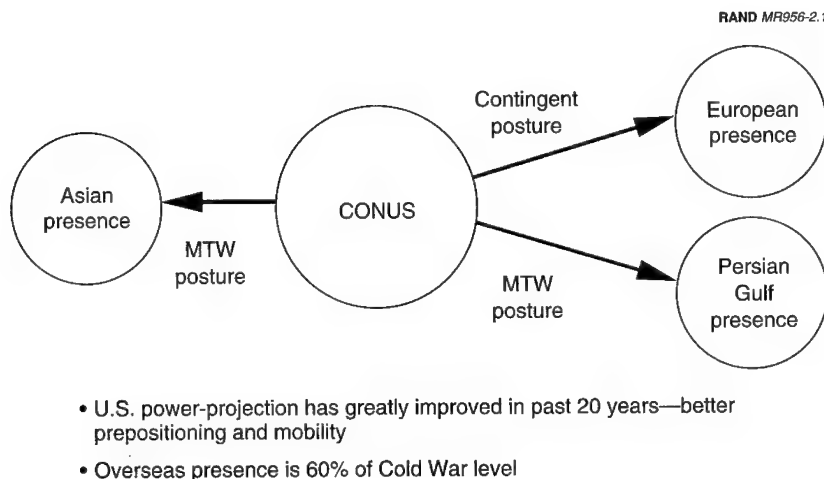 RAND MR956-2.1
Contingent
posture
European
presence
Asian
presence
CONUS
MTW
posture
MTW
posture
Persian
Gulf
presence
• U.S. power-projection has greatly improved in past 20 years—better
prepositioning and mobility
• Overseas presence is 60% of Cold War level